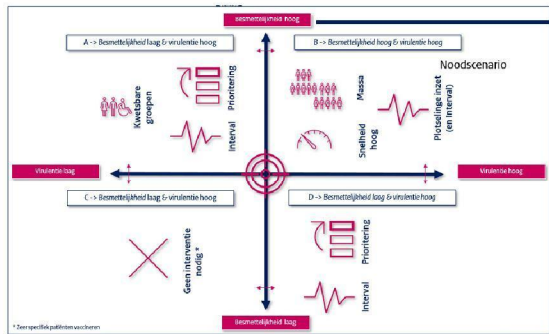 Besmettelijkheid hoog
A -> Besmettelijkheid laag & virulentie hoog
B -> Besmettelijkheid hoog & virulentie hoog
Noodscenario
Kwetsbare
groepen
Prioritering
Interval
Massa
Snelheid
hoog
Plotselinge inzet
(en Interval)
Virulentie laag
Virulentie hoog
C -> Besmettelijkheid laag & virulentie hoog
D -> Besmettelijkheid laag & virulentie hoog
Geen interventie
nodig *
Prioritering
Interval
Besmettelijkheid laag
* Zeer specifiek patiënten vaccineren